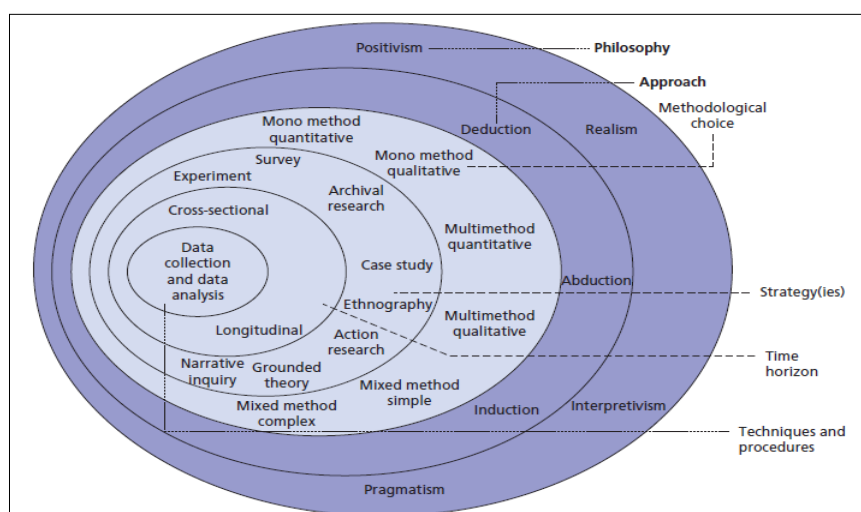 Positivism
Philosophy
Approach
Methodological
choice
Mono method
quantitative
Deduction
Realism
Survey
Mono method
qualitative
Experiment
Archival
research
Cross-sectional
Multimethod
quantitative
Data
collection
and data
analysis
Case study
Abduction
Strategy(ies)
Ethnography
Multimethod
qualitative
Longitudinal
Action
research
Time
horizon
Narrative
inquiry
Grounded
theory
Mixed method
simple
Mixed method
complex
Induction
Interpretivism
Techniques and
procedures
Pragmatism